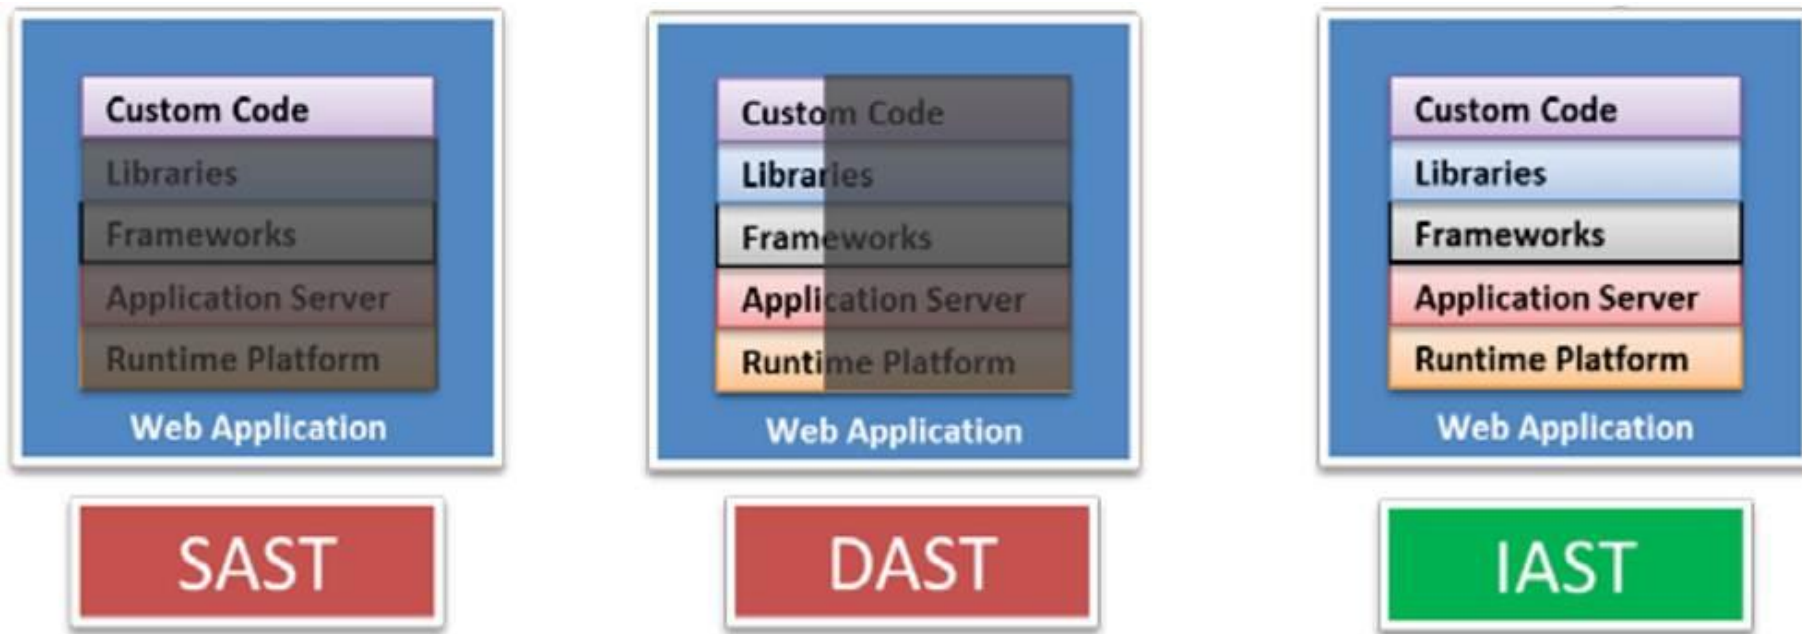 Custom Code
Libraries
Frameworks
Application Server
Runtime Platform
Web Application
SAST
Custom Code
Libraries
Frameworks
Application Server
Runtime Platform
Web Application
DAST
Custom Code
Libraries
Frameworks
Application Server
Runtime Platform
Web Application
IAST